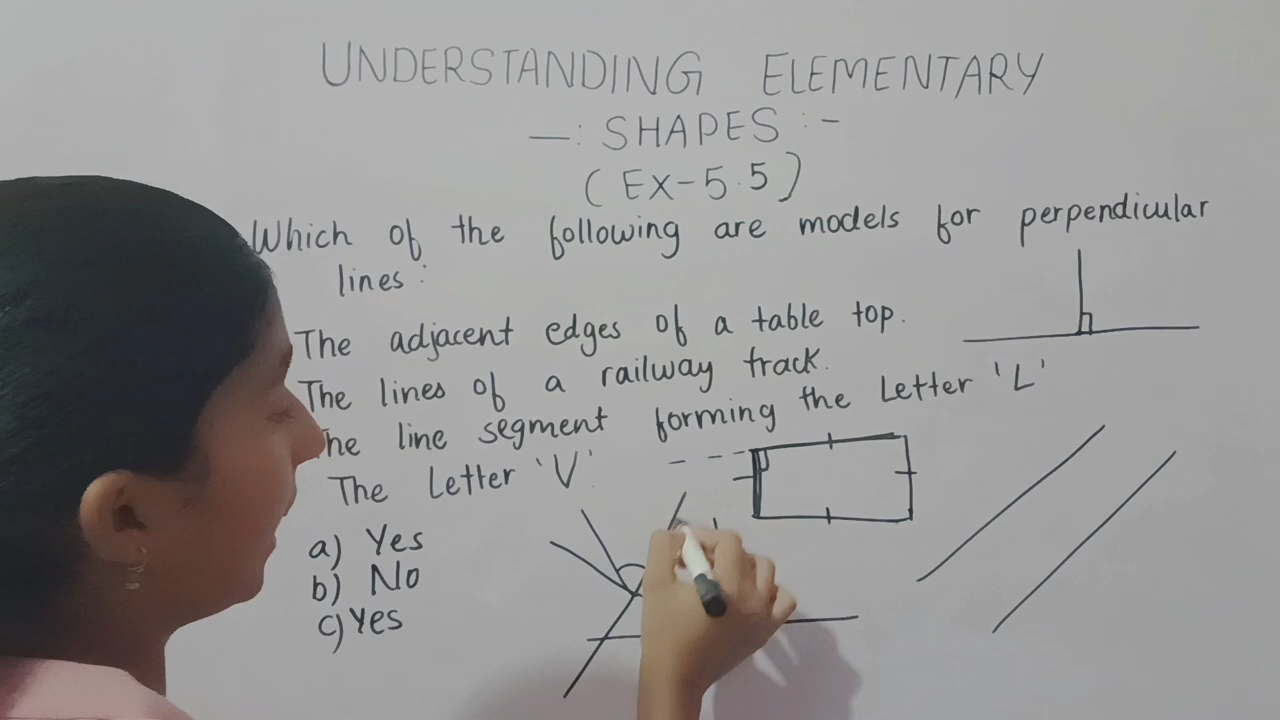 UNDERSTANDING ELEMENTARY
—: SHAPES :-
(EX-5.5)
Which of the following are models for perpendicular
lines:
The adjacent edges of a table top.
The lines of a railway track.
The line segment forming the Letter 'L'
The Letter 'V'.
a) Yes
b) No
c) Yes